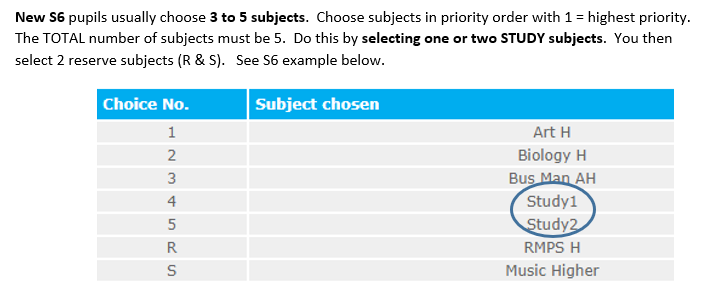 New S6 pupils usually choose 3 to 5 subjects.  Choose subjects in priority order with 1 = highest priority.
The TOTAL number of subjects must be 5.  Do this by selecting one or two STUDY subjects.  You then
select 2 reserve subjects (R & S).   See S6 example below.
Choice No. Subject chosen
1 Art H
2 Biology H
3 Bus Man AH
4 Study1
5 Study2
R RMPS H
S Music Higher